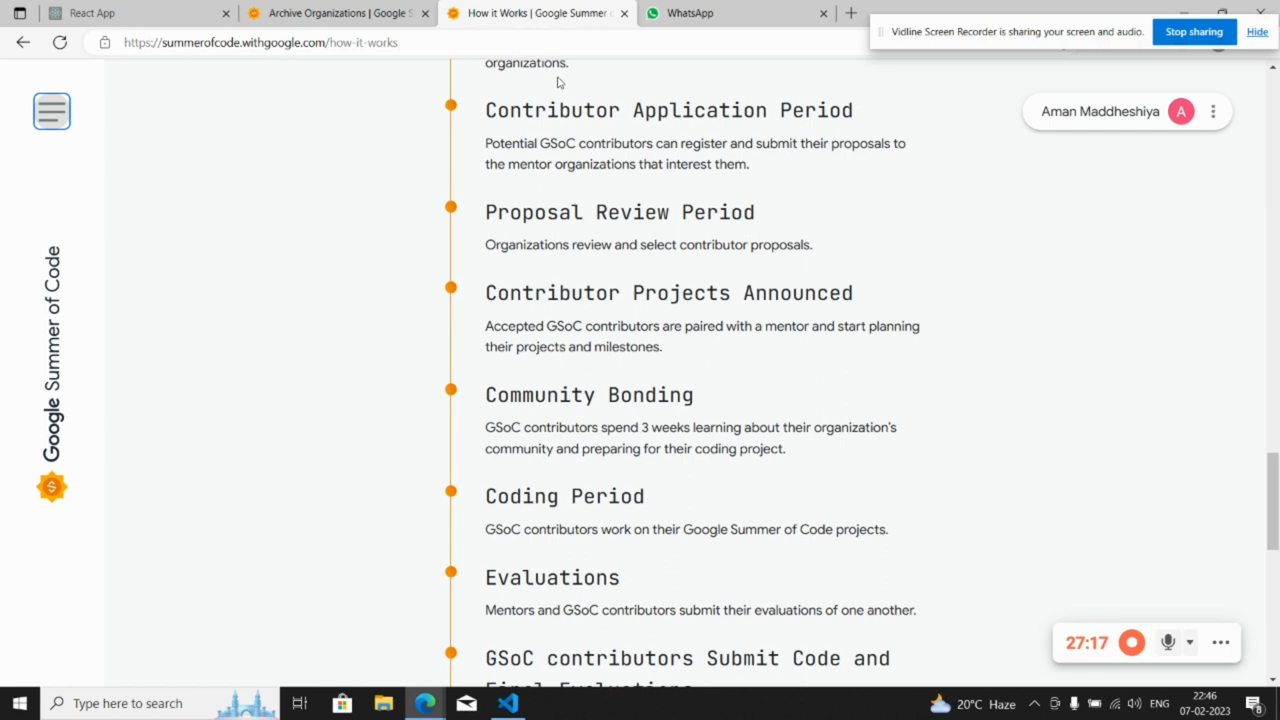 React App
Archive Organizations | Google S
How it Works | Google Summer o
WhatsApp
Vidline Screen Recorder is sharing your screen and audio.
Stop sharing
Hide
https://summerofcode.withgoogle.com/how-it-works
organizations.
Contributor Application Period
Aman Maddheshiya
A
Potential GSoC contributors can register and submit their proposals to
the mentor organizations that interest them.
Proposal Review Period
Organizations review and select contributor proposals.
Contributor Projects Announced
Accepted GSoC contributors are paired with a mentor and start planning
their projects and milestones.
Community Bonding
GSoC contributors spend 3 weeks learning about their organization's
community and preparing for their coding project.
Coding Period
GSoC contributors work on their Google Summer of Code projects.
Evaluations
Mentors and GSoC contributors submit their evaluations of one another.
GSoC contributors Submit Code and
Final Evaluations
Google Summer of Code
27:17
Type here to search
20°C Haze
ENG
22:46
07-02-2023
8